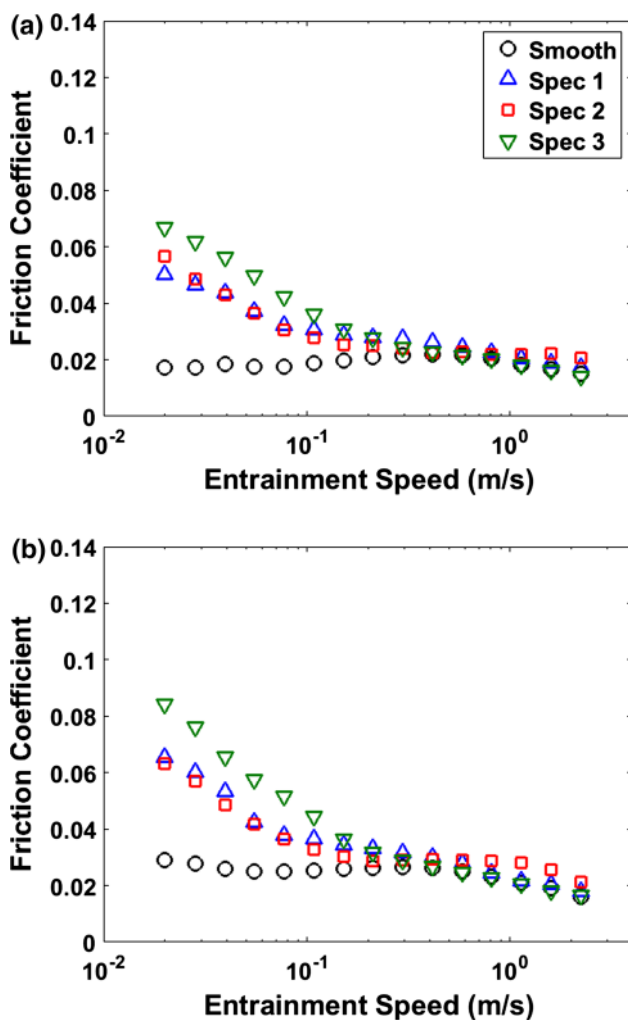 (a)
0.14
0.12
0.1
0.08
0.06
0.04
0.02
0
Friction Coefficient
Smooth
Spec 1
Spec 2
Spec 3
10-2
10-1
100
Entrainment Speed (m/s)
(b)
0.14
0.12
0.1
0.08
0.06
0.04
0.02
0
Friction Coefficient
10-2
10-1
100
Entrainment Speed (m/s)